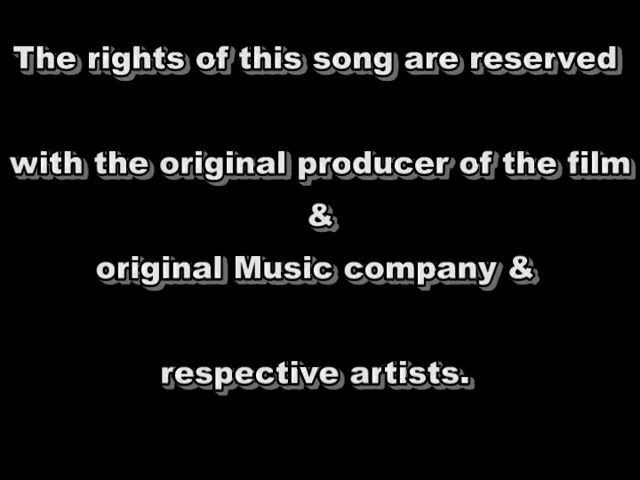 The rights of this song are reserved
with the original producer of the film
&
original Music company &
respective artists.